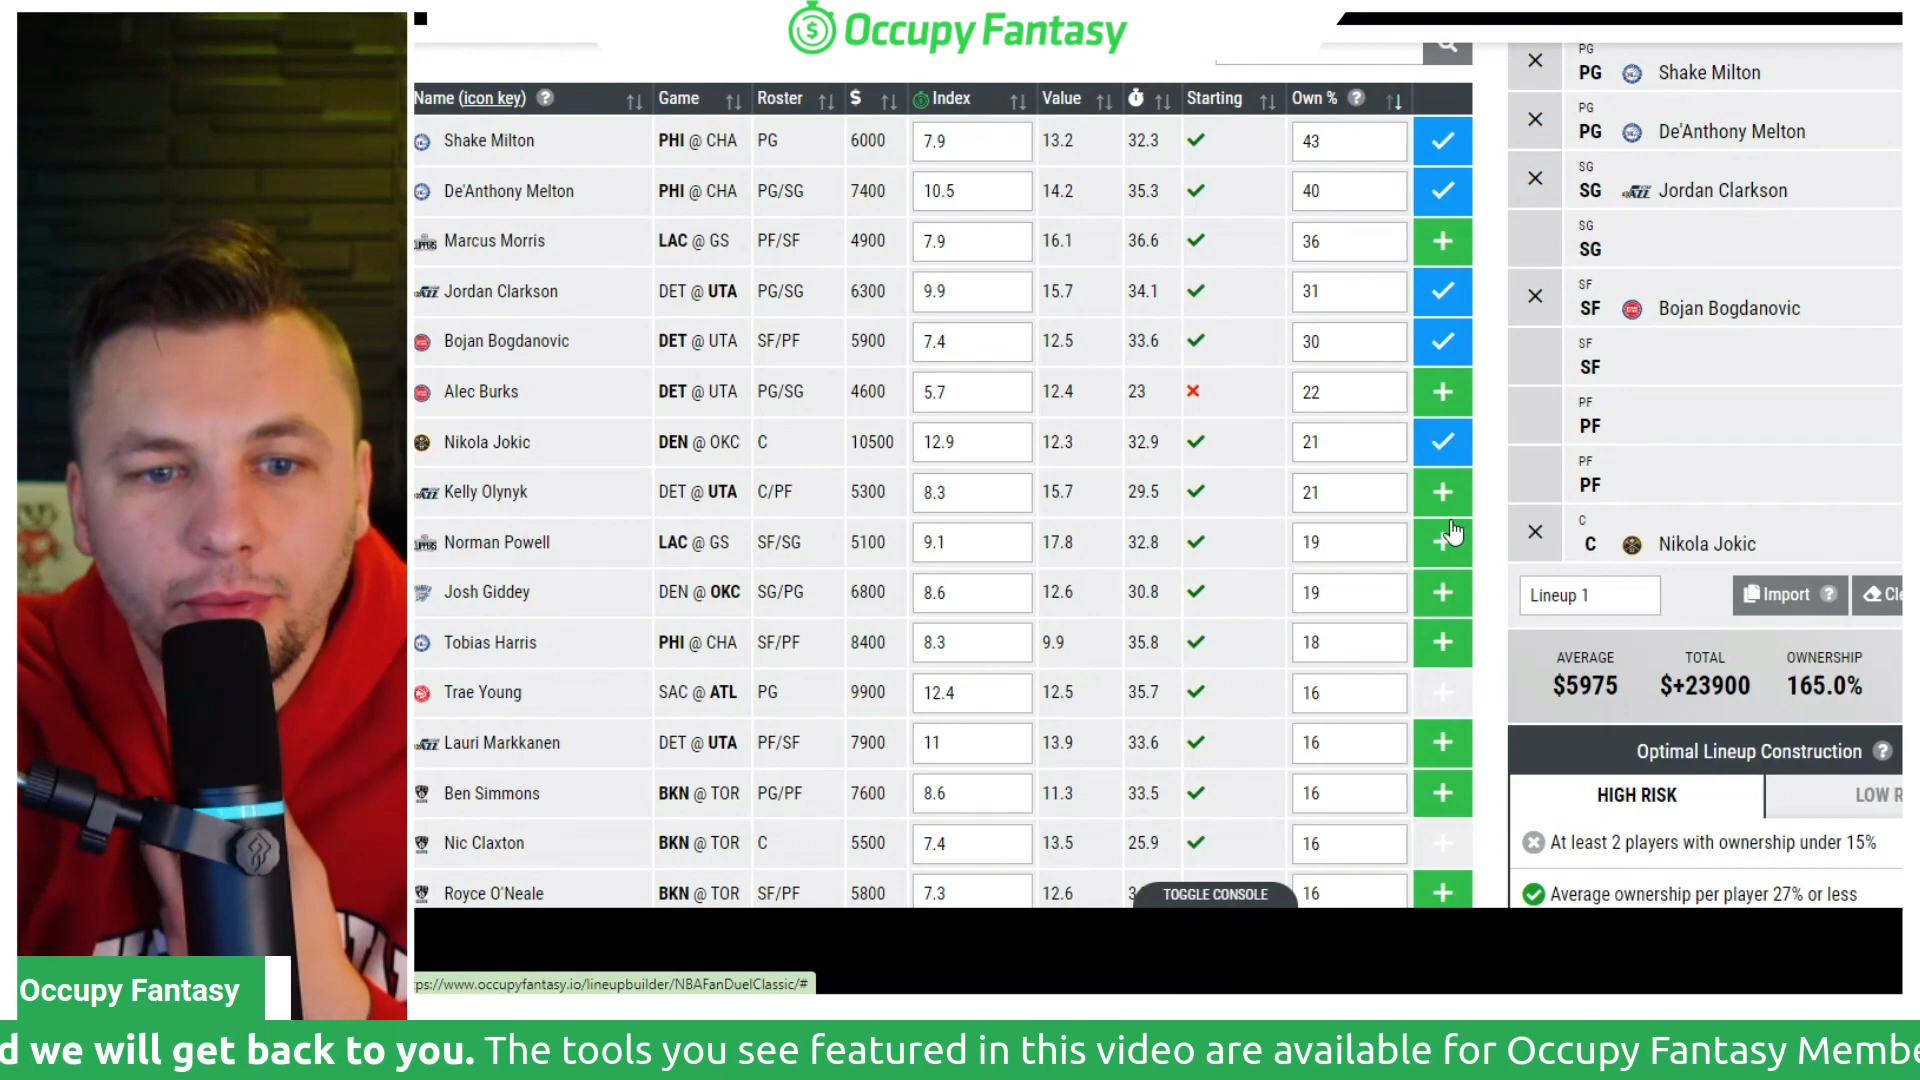 Occupy Fantasy
Name (icon key) ? Game Roster $ Index Value Starting Own % ?
Shake Milton PHI @ CHA PG 6000 7.9 13.2 32.3 43
De'Anthony Melton PHI @ CHA PG/SG 7400 10.5 14.2 35.3 40
Marcus Morris LAC @ GS PF/SF 4900 7.9 16.1 36.6 36
Jordan Clarkson DET @ UTA PG/SG 6300 9.9 15.7 34.1 31
Bojan Bogdanovic DET @ UTA SF/PF 5900 7.4 12.5 33.6 30
Alec Burks DET @ UTA PG/SG 4600 5.7 12.4 23 22
Nikola Jokic DEN @ OKC C 10500 12.9 12.3 32.9 21
Kelly Olynyk DET @ UTA C/PF 5300 8.3 15.7 29.5 21
Norman Powell LAC @ GS SF/SG 5100 9.1 17.8 32.8 19
Josh Giddey DEN @ OKC SG/PG 6800 8.6 12.6 30.8 19
Tobias Harris PHI @ CHA SF/PF 8400 8.3 9.9 35.8 18
Trae Young SAC @ ATL PG 9900 12.4 12.5 35.7 16
Lauri Markkanen DET @ UTA PF/SF 7900 11 13.9 33.6 16
Ben Simmons BKN @ TOR PG/PF 7600 8.6 11.3 33.5 16
Nic Claxton BKN @ TOR C 5500 7.4 13.5 25.9 16
Royce O'Neale BKN @ TOR SF/PF 5800 7.3 12.6 3 16
TOGGLE CONSOLE
PG
PG Shake Milton
PG
PG De'Anthony Melton
SG
SG Jordan Clarkson
SG
SG
SF
SF Bojan Bogdanovic
SF
SF
PF
PF
PF
PF
C
C Nikola Jokic
Lineup 1 Import ? Cle
AVERAGE TOTAL OWNERSHIP
$5975 $+23900 165.0%
Optimal Lineup Construction ?
HIGH RISK LOW R
At least 2 players with ownership under 15%
Average ownership per player 27% or less
ps://www.occupyfantasy.io/lineupbuilder/NBAFanDuelClassic/#
Occupy Fantasy
d we will get back to you. The tools you see featured in this video are available for Occupy Fantasy Membe